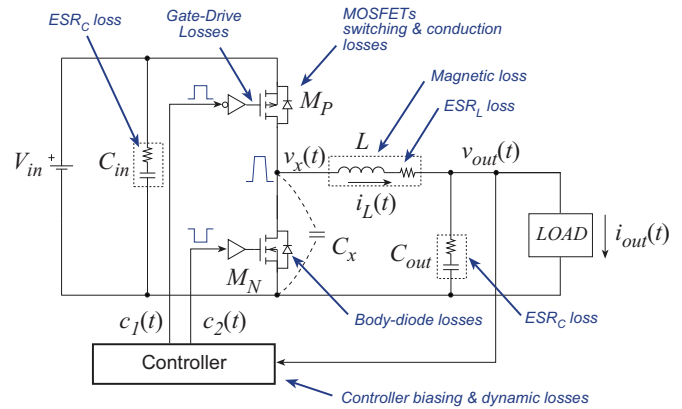 ESR_C loss
Gate-Drive
Losses
MOSFETs
switching & conduction
losses
M_P
Magnetic loss
ESR_L loss
L
V_in
C_in
v_x(t)
v_out(t)
i_L(t)
LOAD
i_out(t)
C_x
C_out
M_N
c_1(t)
c_2(t)
Body-diode losses
ESR_C loss
Controller
Controller biasing & dynamic losses